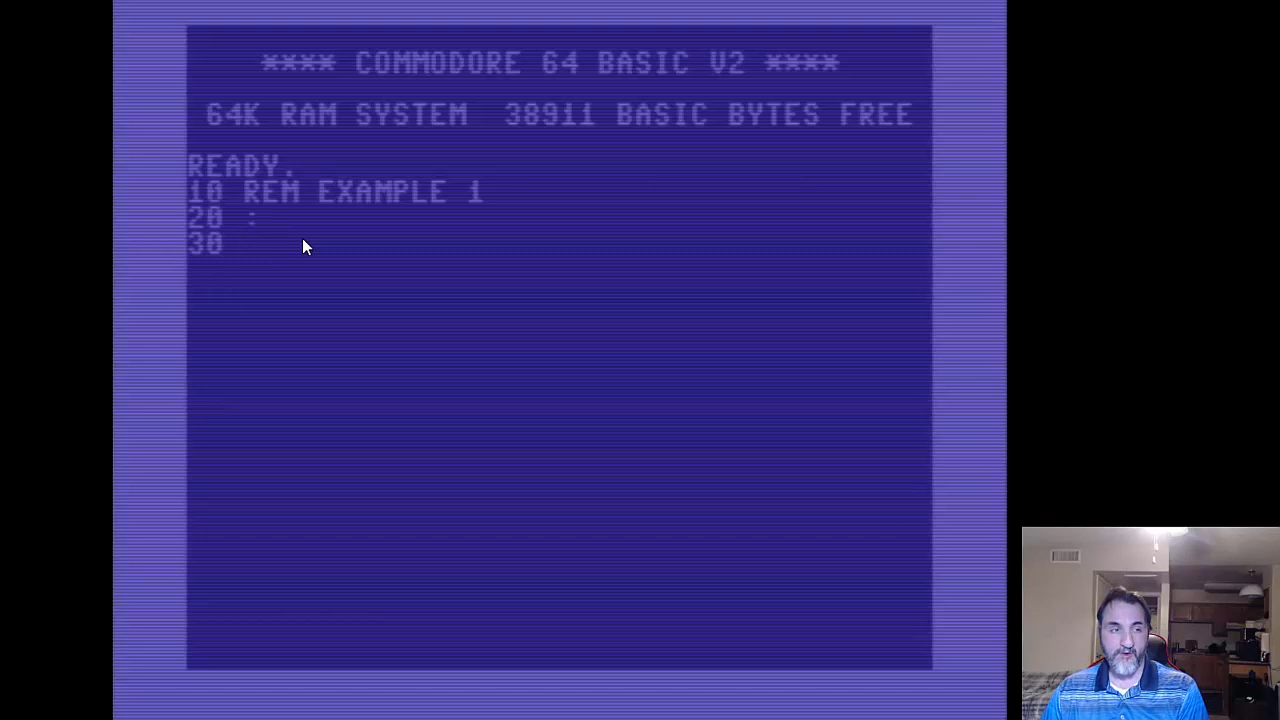 **** COMMODORE 64 BASIC V2 ****
64K RAM SYSTEM  38911 BASIC BYTES FREE
READY.
10 REM EXAMPLE 1
20 :
30